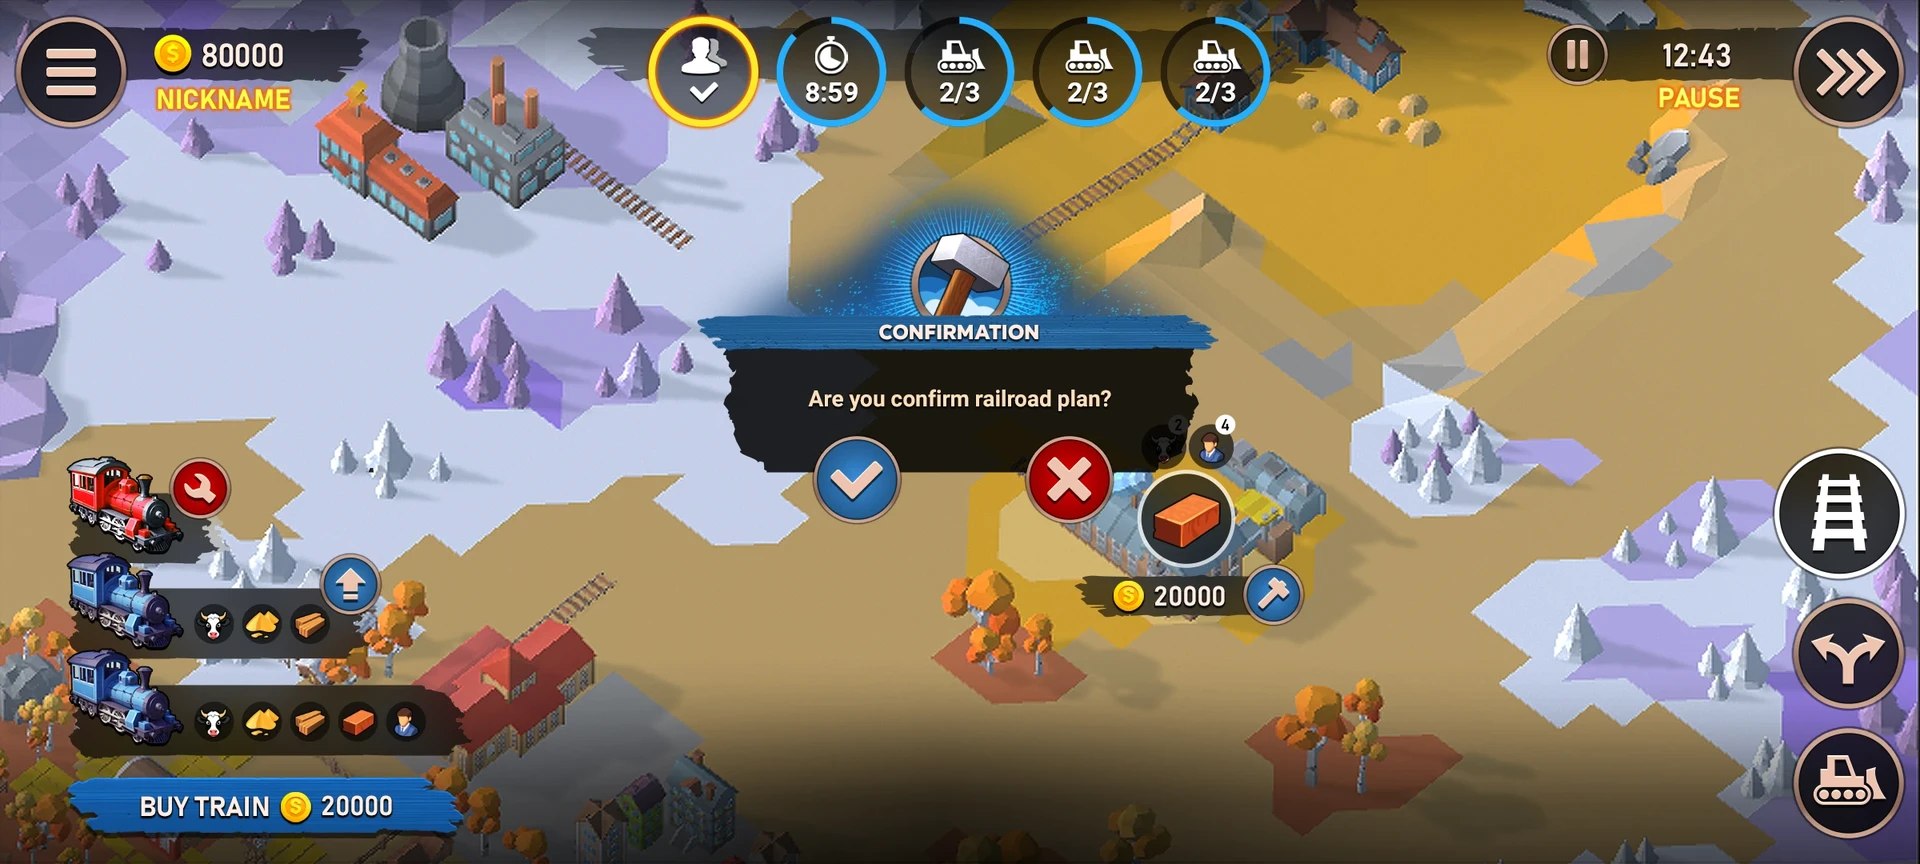 80000
NICKNAME
8:59
2/3
2/3
2/3
12:43
PAUSE
CONFIRMATION
Are you confirm railroad plan?
2
4
20000
BUY TRAIN 20000